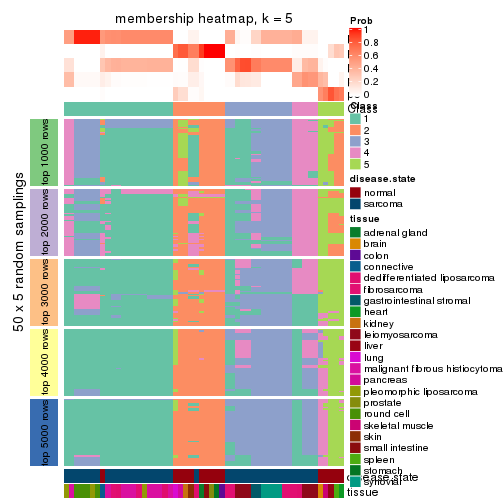 membership heatmap, k = 5
50 x 5 random samplings
top 1000 rows
top 2000 rows
top 3000 rows
top 4000 rows
top 5000 rows
Prob
1
0.8
0.6
0.4
0.2
0
Class
Class
1
2
3
4
5
disease.state
normal
sarcoma
tissue
adrenal gland
brain
colon
connective
dedifferentiated liposarcoma
fibrosarcoma
gastrointestinal stromal
heart
kidney
leiomyosarcoma
liver
lung
malignant fibrous histiocytoma
pancreas
pleomorphic liposarcoma
prostate
round cell
skeletal muscle
skin
small intestine
spleen
stomach
synovial
disease.state
tissue